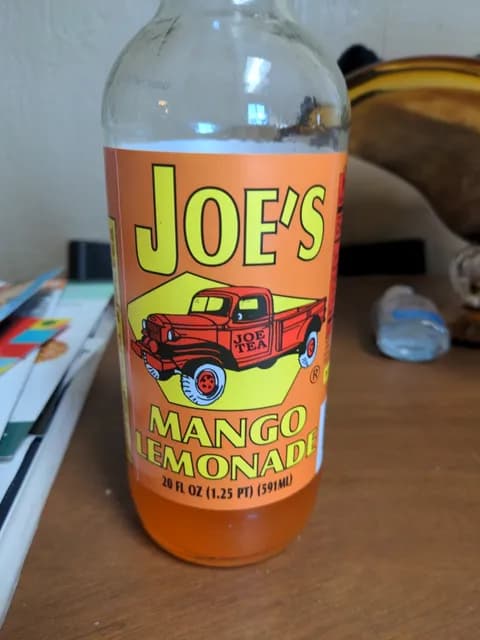 JOE'S
JOE
TEA
®
MANGO
LEMONADE
20 FL OZ (1.25 PT) (591ML)